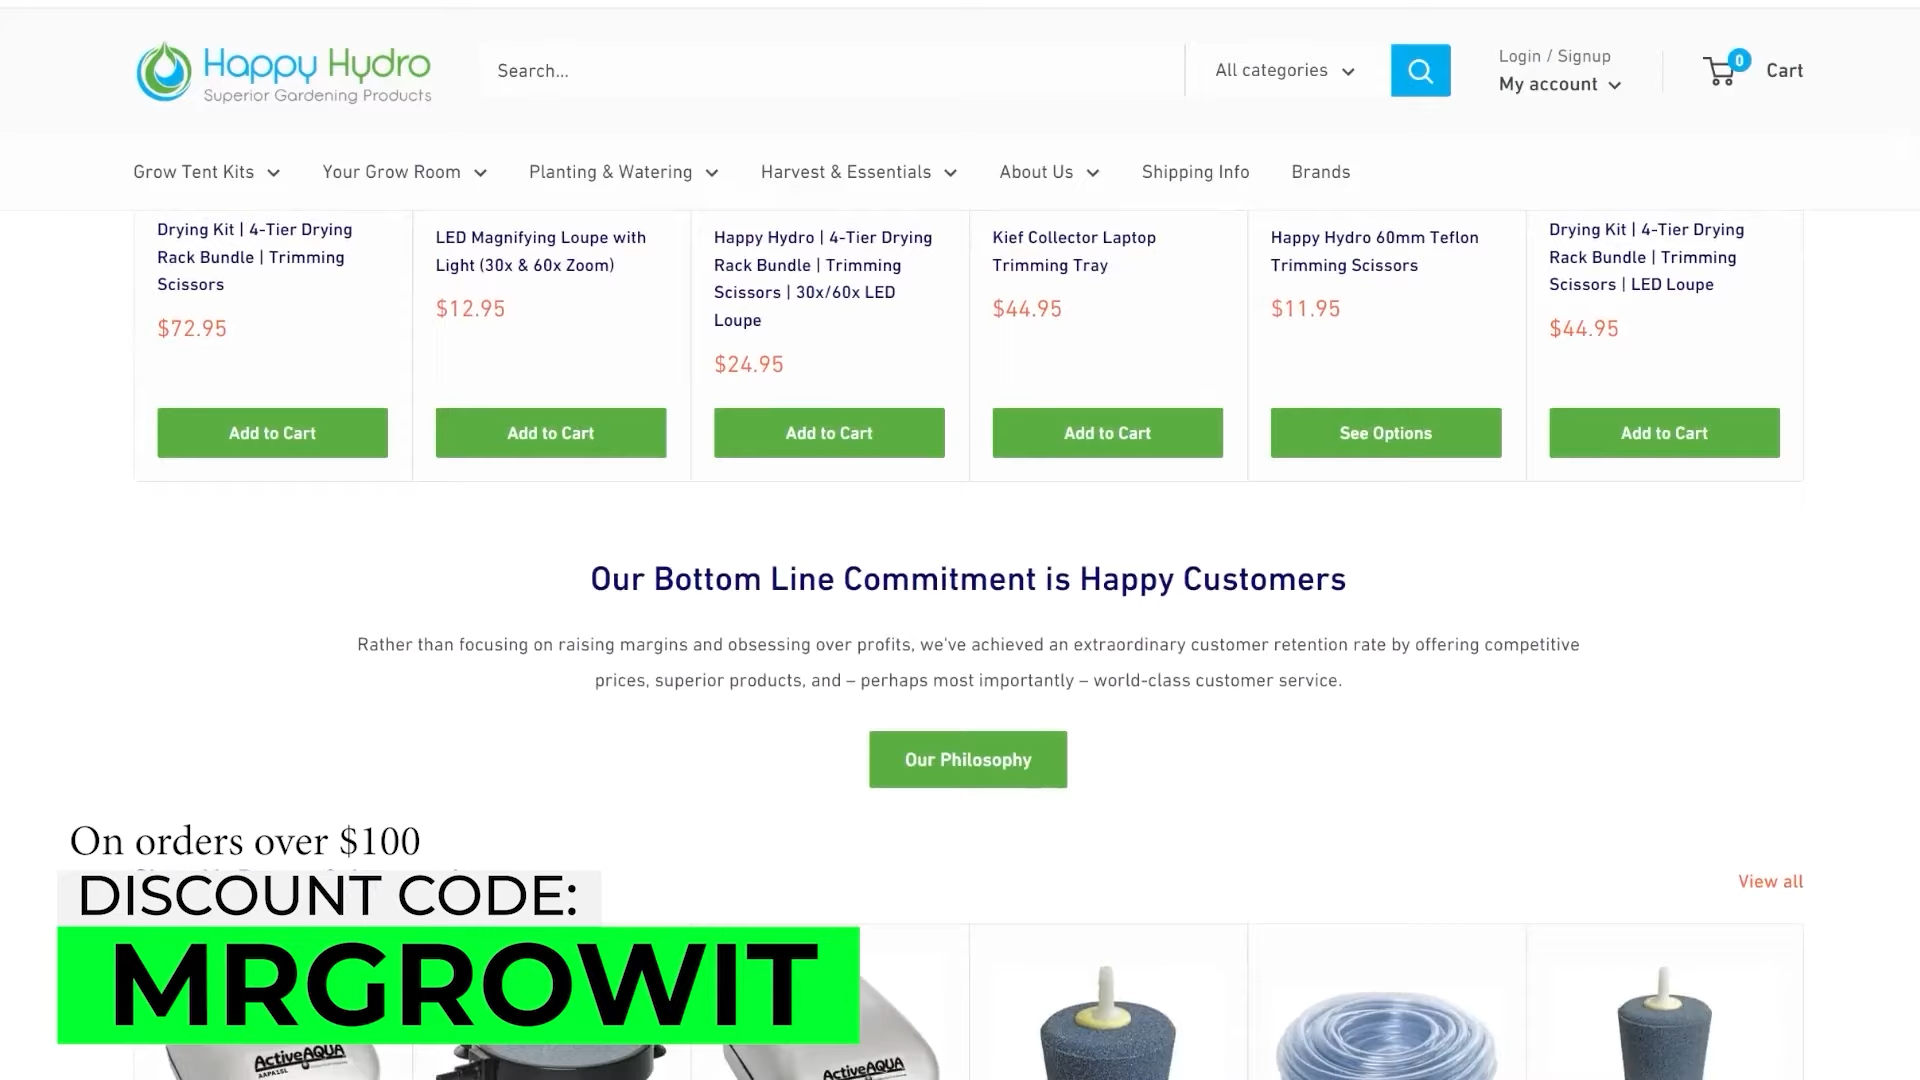 Happy Hydro
Superior Gardening Products
Search...
All categories
Login / Signup
My account
0
Cart
Grow Tent Kits
Your Grow Room
Planting & Watering
Harvest & Essentials
About Us
Shipping Info
Brands
Drying Kit | 4-Tier Drying
Rack Bundle | Trimming
Scissors
$72.95
Add to Cart
LED Magnifying Loupe with
Light (30x & 60x Zoom)
$12.95
Add to Cart
Happy Hydro | 4-Tier Drying
Rack Bundle | Trimming
Scissors | 30x/60x LED
Loupe
$24.95
Add to Cart
Kief Collector Laptop
Trimming Tray
$44.95
Add to Cart
Happy Hydro 60mm Teflon
Trimming Scissors
$11.95
See Options
Drying Kit | 4-Tier Drying
Rack Bundle | Trimming
Scissors | LED Loupe
$44.95
Add to Cart
Our Bottom Line Commitment is Happy Customers
Rather than focusing on raising margins and obsessing over profits, we've achieved an extraordinary customer retention rate by offering competitive
prices, superior products, and – perhaps most importantly – world-class customer service.
Our Philosophy
On orders over $100
DISCOUNT CODE:
MRGROWIT
View all
ActiveAQUA
AAPA15L
ActiveAQUA